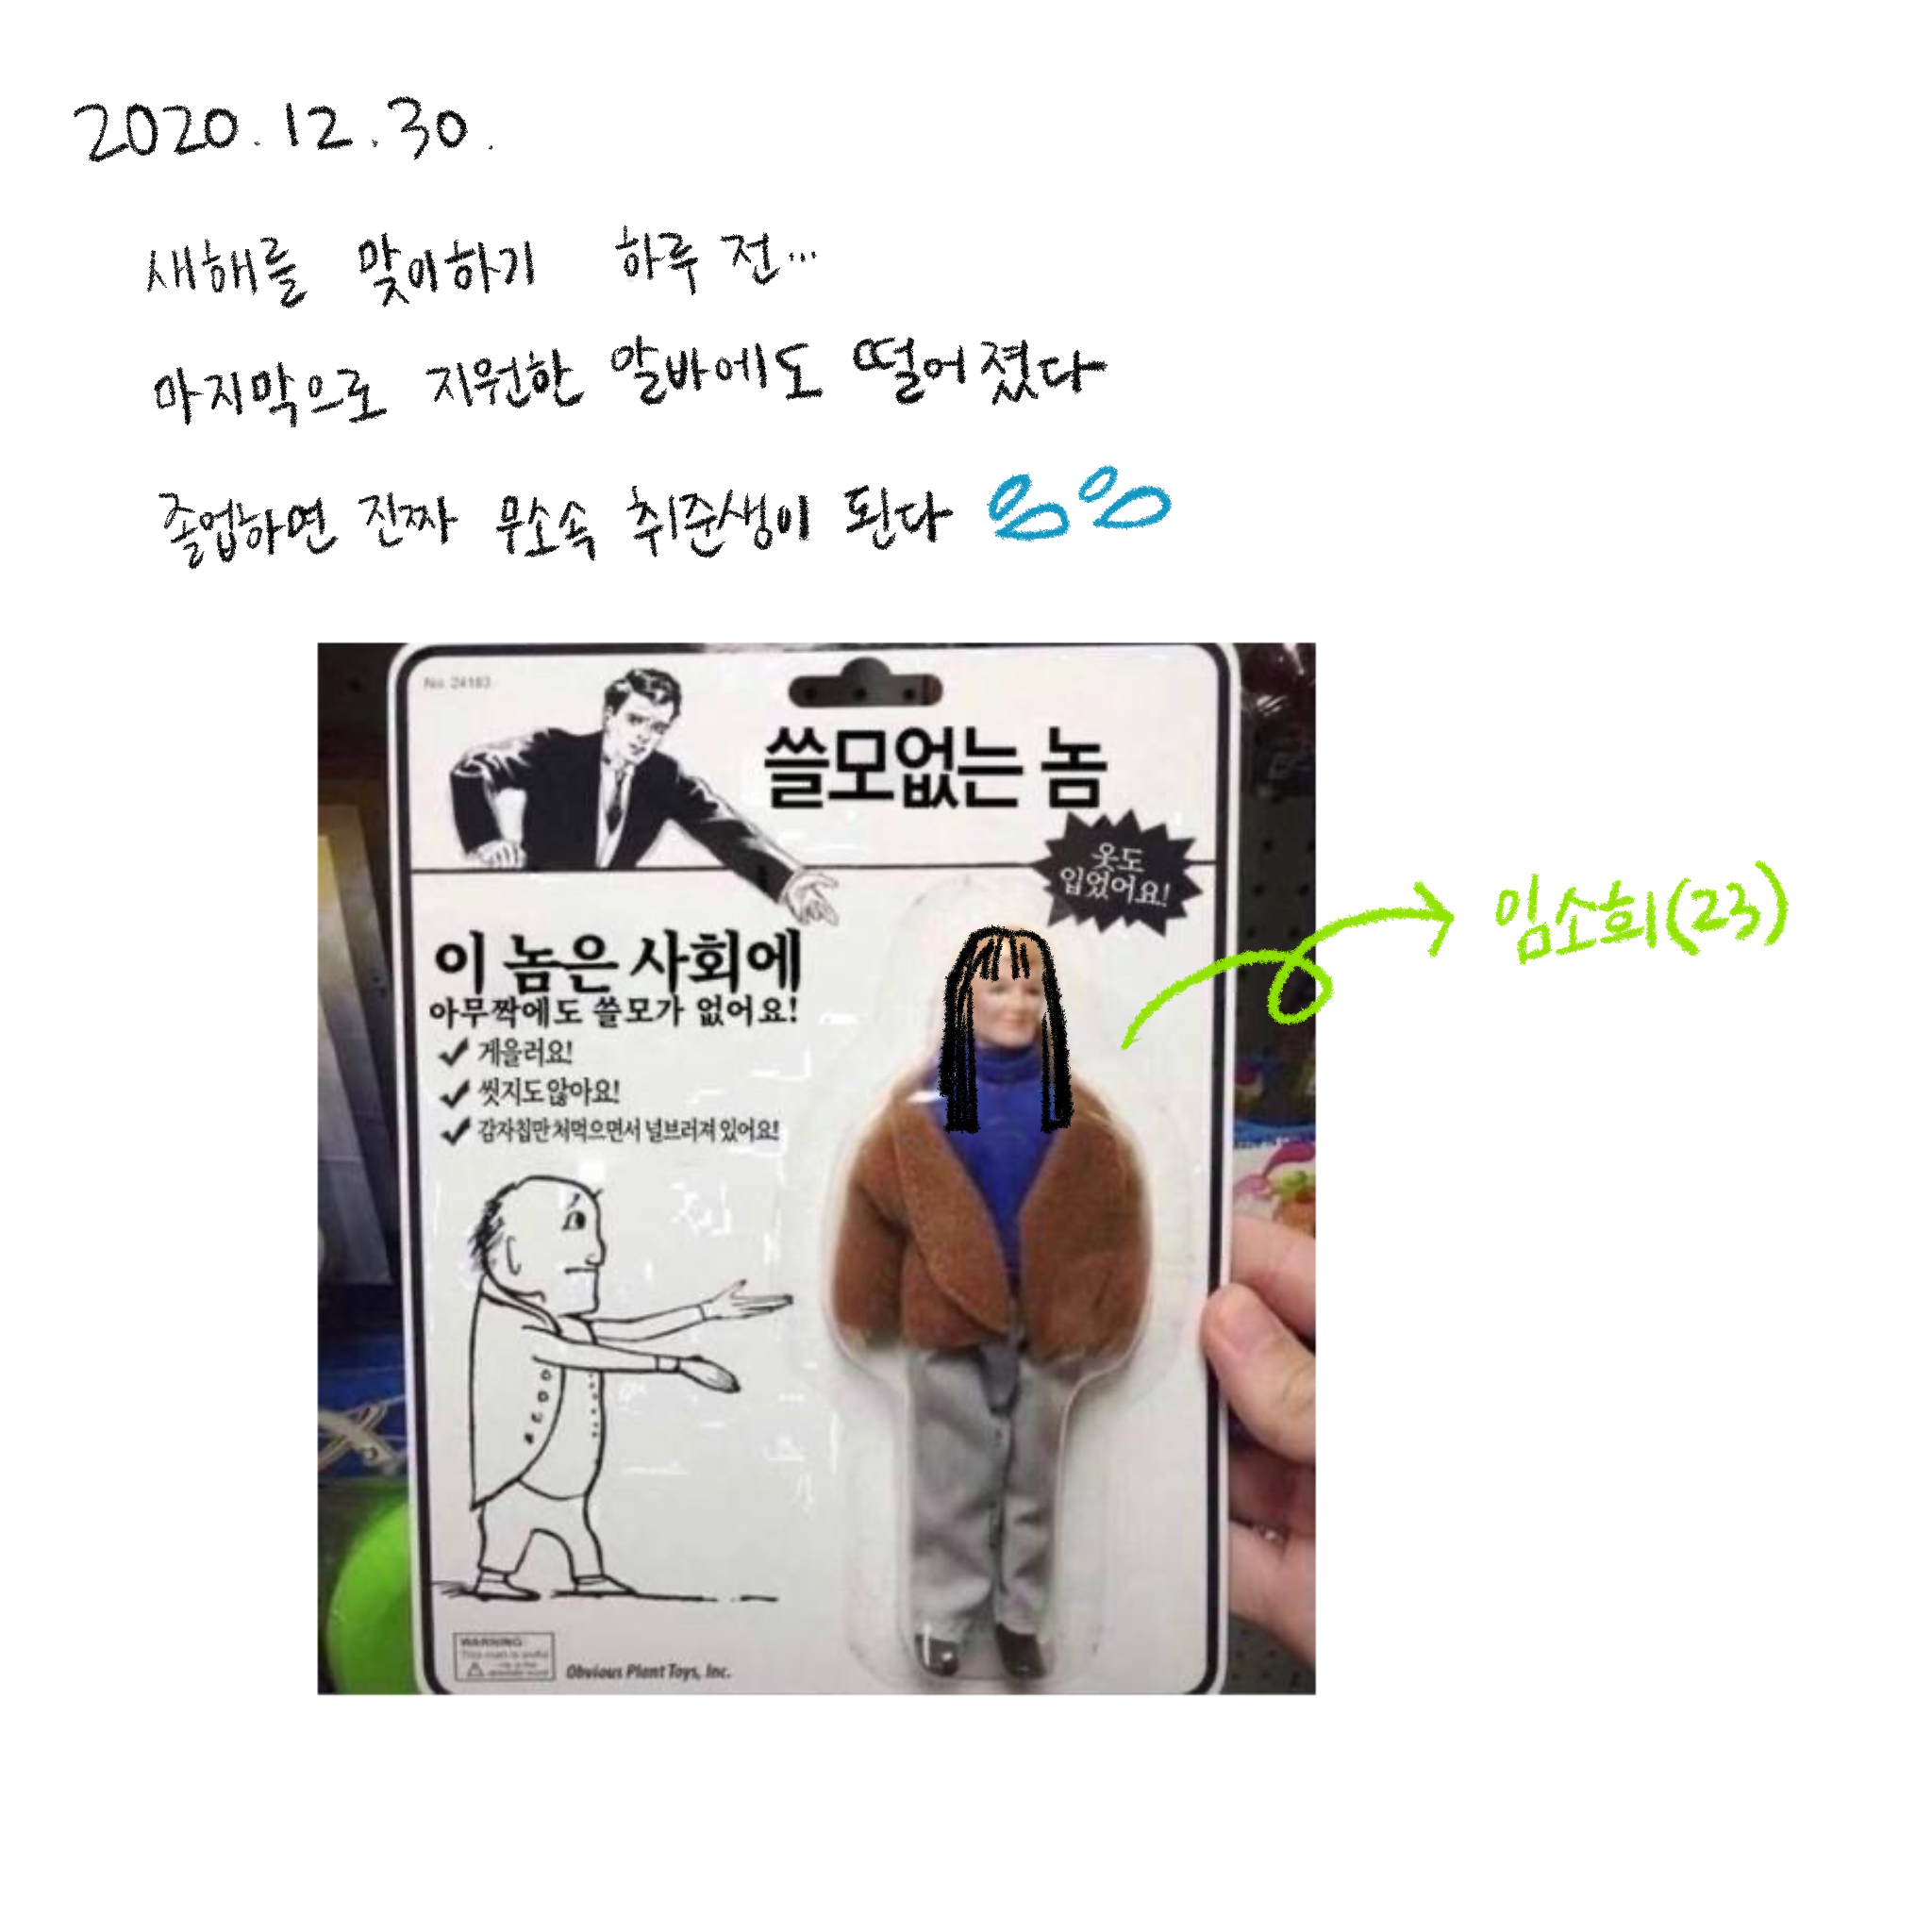 2020.12.30.
새해를 맞이하기 하루 전...
마지막으로 지원한 알바에도 떨어졌다
졸업하면 진짜 무소속 취준생이 된다
No. 24183
쓸모없는 놈
옷도
입었어요!
임소희(23)
이 놈은 사회에
아무짝에도 쓸모가 없어요!
게을러요!
씻지도않아요!
감자칩만처먹으면서널브러져있어요!
WARNING:
Obvious Plant Toys, Inc.